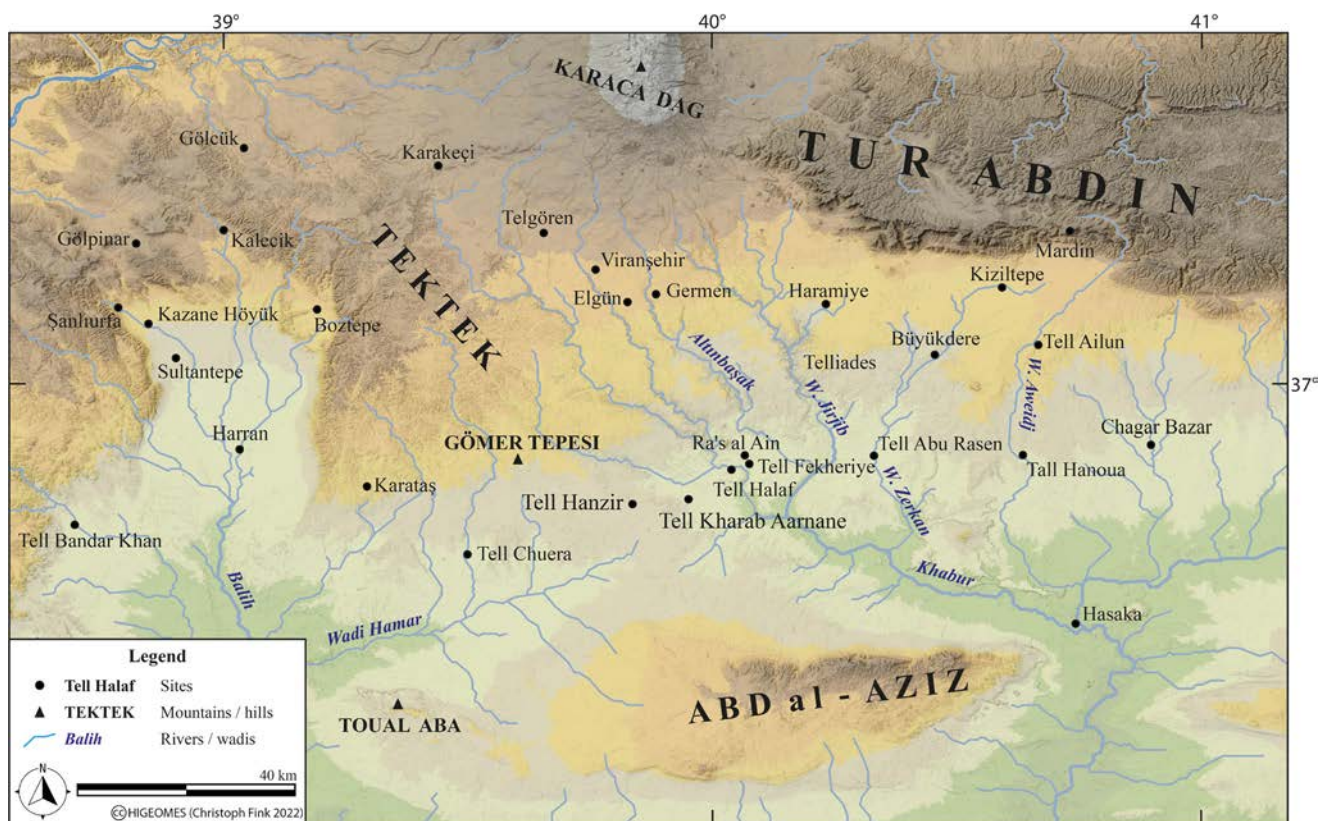 39°
40°
41°
KARACA DAG
TUR ABDIN
Gölcük
Karakeçi
Telgören
Gölpinar
Kalecik
Mardin
TEKTEK
Viranşehir
Kiziltepe
Elgün
Germen
Haramiye
Şanlıurfa
Kazane Höyük
Boztepe
Büyükdere
Tell Ailun
Sultantepe
Altınbaşak
Telliades
W. Jirjib
W. Aweidj
37°
Harran
GÖMER TEPESI
Ra's al Ain
Tell Fekheriye
Tell Abu Rasen
Chagar Bazar
Tall Hanoua
Karataş
Tell Halaf
Tell Hanzir
Tell Kharab Aarnane
W. Zerkan
Tell Bandar Khan
Tell Chuera
Balih
Khabur
Hasaka
Wadi Hamar
ABD al-AZIZ
TOUAL ABA
Legend
Tell Halaf Sites
TEKTEK Mountains / hills
Balih Rivers / wadis
N
40 km
cc HIGEOMES (Christoph Fink 2022)